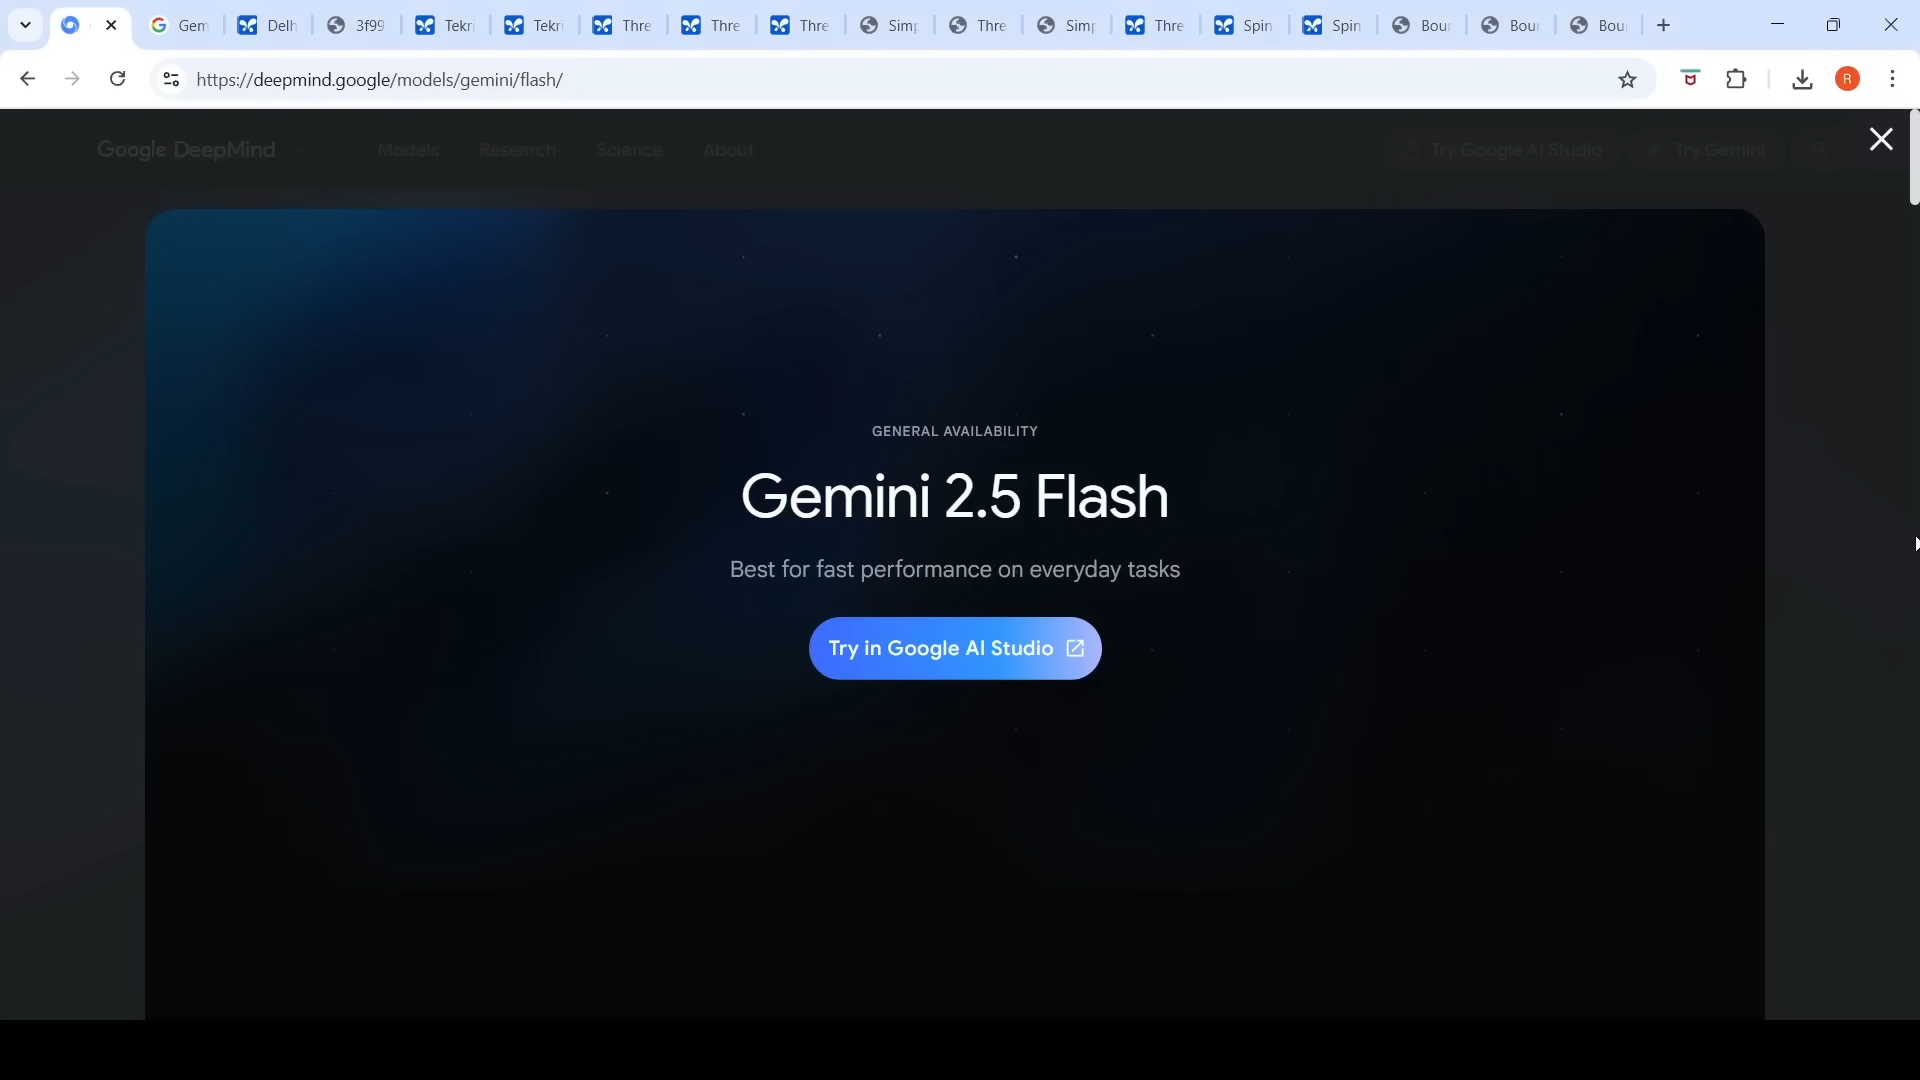 Gem
Delh
3f99
Tekri
Tekri
Thre
Thre
Thre
Simp
Thre
Simp
Thre
Spin
Spin
Bour
Bour
Bour
https://deepmind.google/models/gemini/flash/
R
Google DeepMind
Models
Research
Science
About
Try Google AI Studio
Try Gemini
GENERAL AVAILABILITY
Gemini 2.5 Flash
Best for fast performance on everyday tasks
Try in Google AI Studio